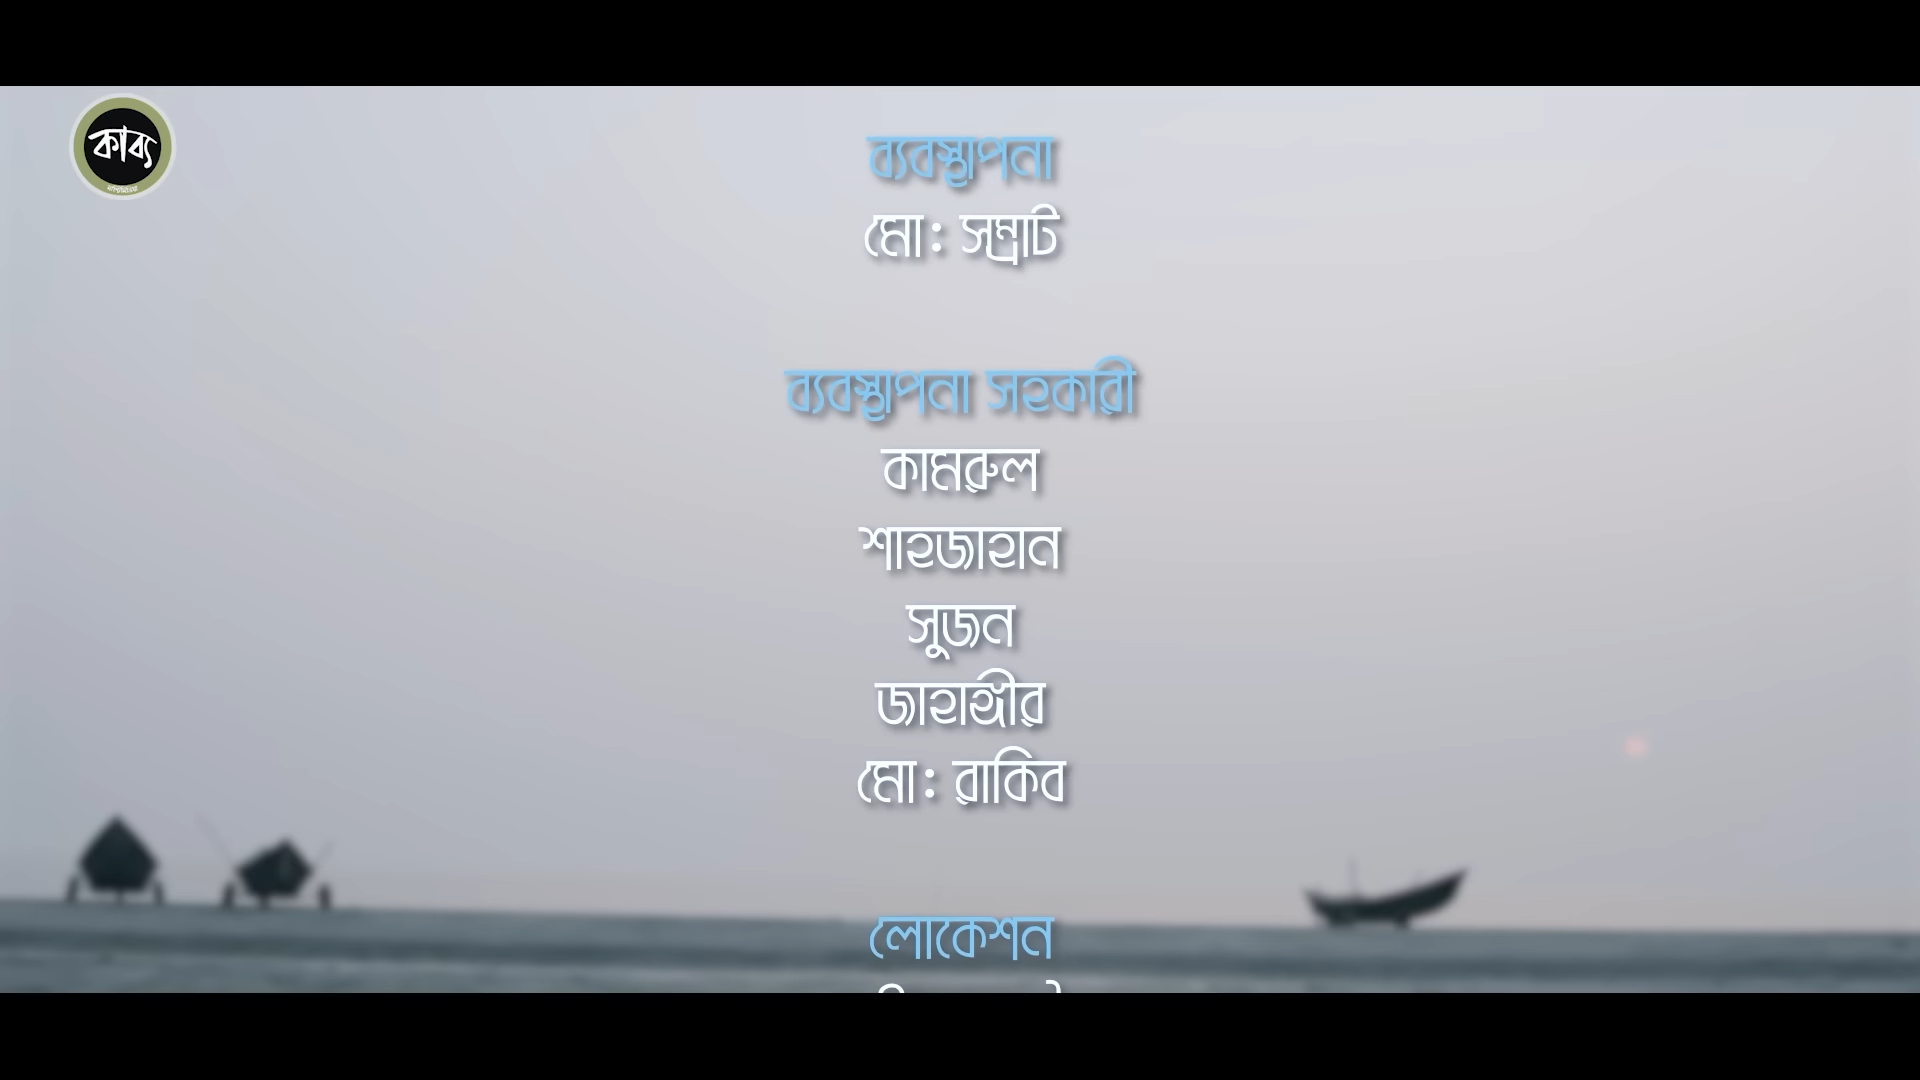 কাব্য
ব্যবস্থাপনা
মো: সম্রাট
ব্যবস্থাপনা সহকারী
কামরুল
শাহজাহান
সুজন
জাহাঙ্গীর
মো: রাকিব
লোকেশন